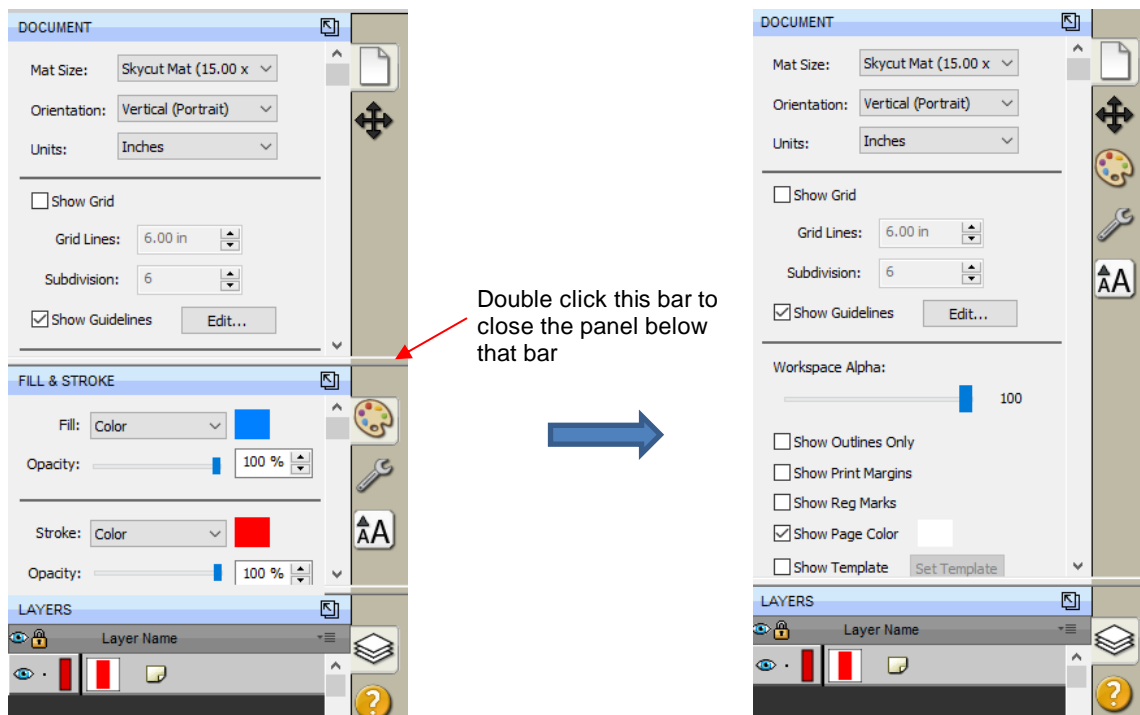 DOCUMENT
Mat Size: Skycut Mat (15.00 x
Orientation: Vertical (Portrait)
Units: Inches
Show Grid
Grid Lines: 6.00 in
Subdivision: 6
Show Guidelines Edit...
FILL & STROKE
Fill: Color
Opacity: 100 %
Stroke: Color
Opacity: 100 %
LAYERS
Layer Name
AA
?
Double click this bar to
close the panel below
that bar
DOCUMENT
Mat Size: Skycut Mat (15.00 x
Orientation: Vertical (Portrait)
Units: Inches
Show Grid
Grid Lines: 6.00 in
Subdivision: 6
Show Guidelines Edit...
Workspace Alpha:
100
Show Outlines Only
Show Print Margins
Show Reg Marks
Show Page Color
Show Template Set Template
LAYERS
Layer Name
AA
?